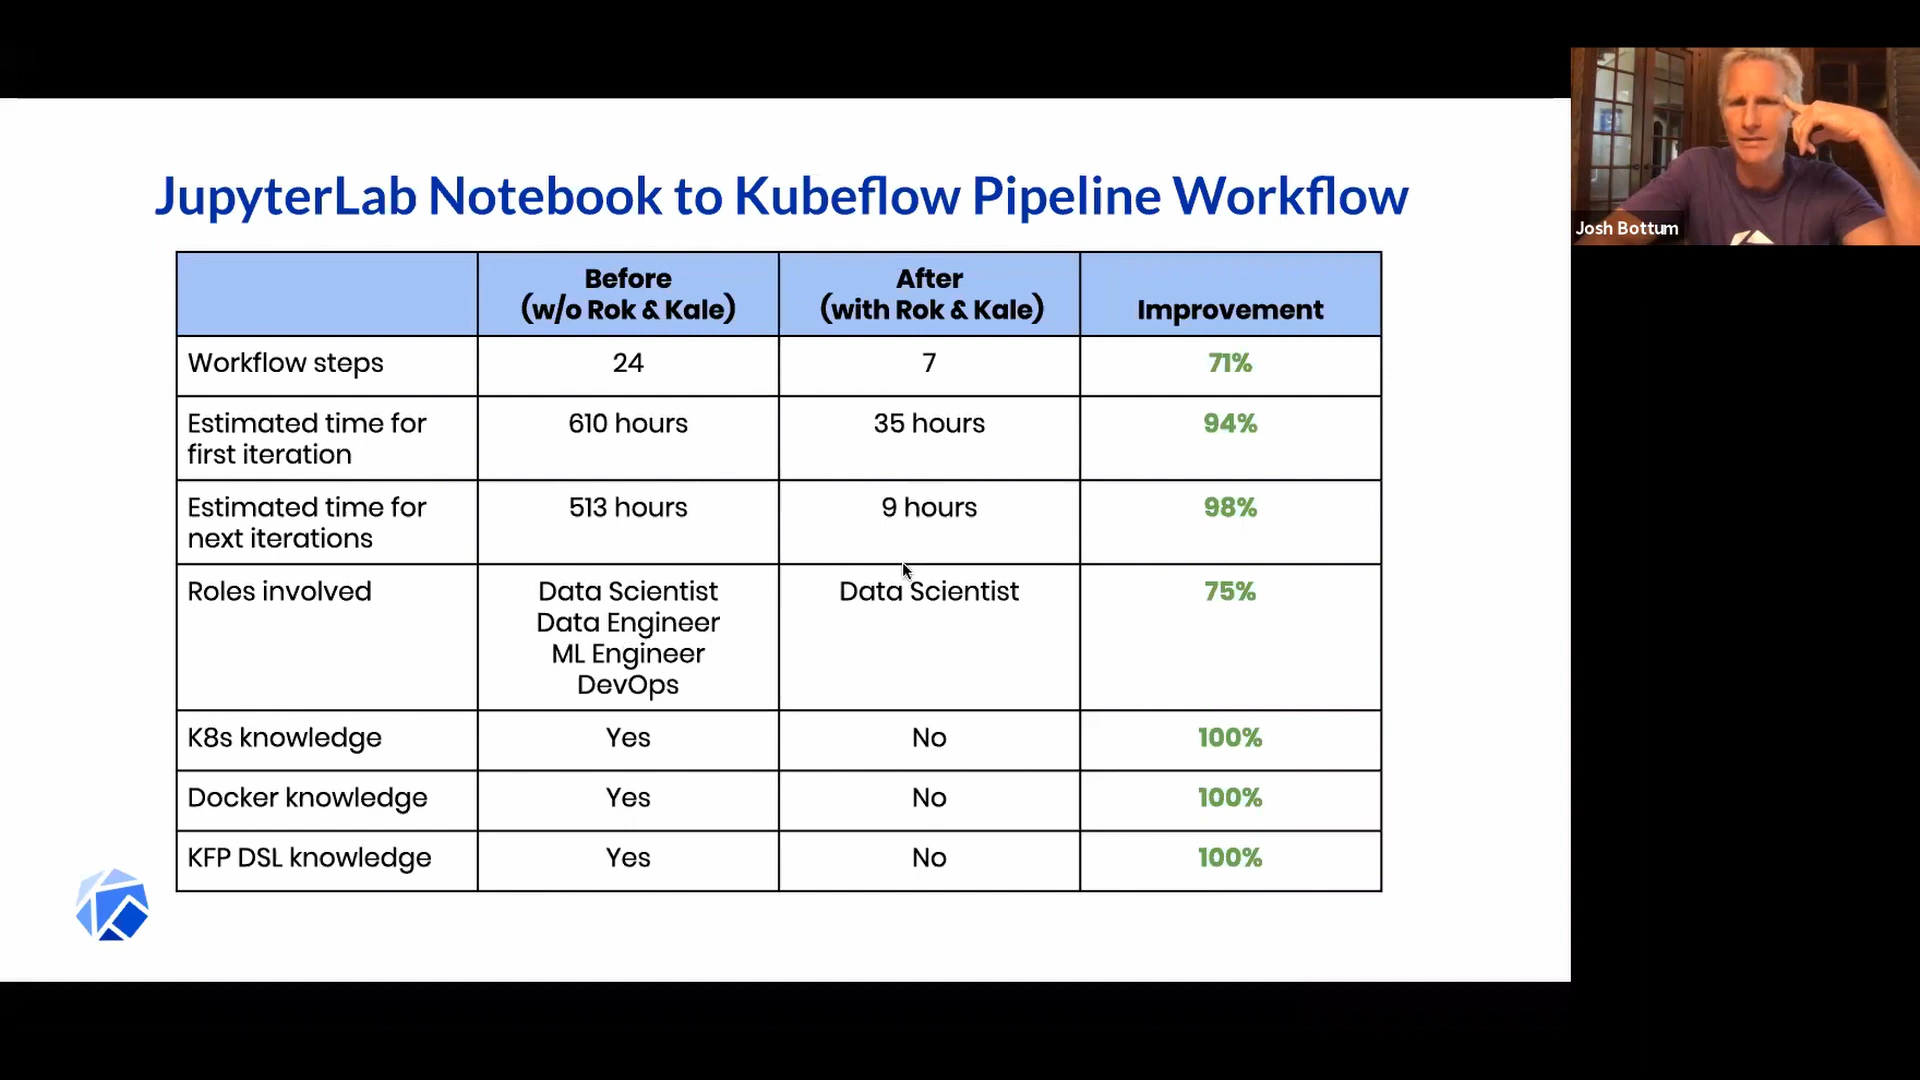 JupyterLab Notebook to Kubeflow Pipeline Workflow
Before
(w/o Rok & Kale)
After
(with Rok & Kale)
Improvement
Workflow steps
24
7
71%
Estimated time for
first iteration
610 hours
35 hours
94%
Estimated time for
next iterations
513 hours
9 hours
98%
Roles involved
Data Scientist
Data Engineer
ML Engineer
DevOps
Data Scientist
75%
K8s knowledge
Yes
No
100%
Docker knowledge
Yes
No
100%
KFP DSL knowledge
Yes
No
100%
Josh Bottum